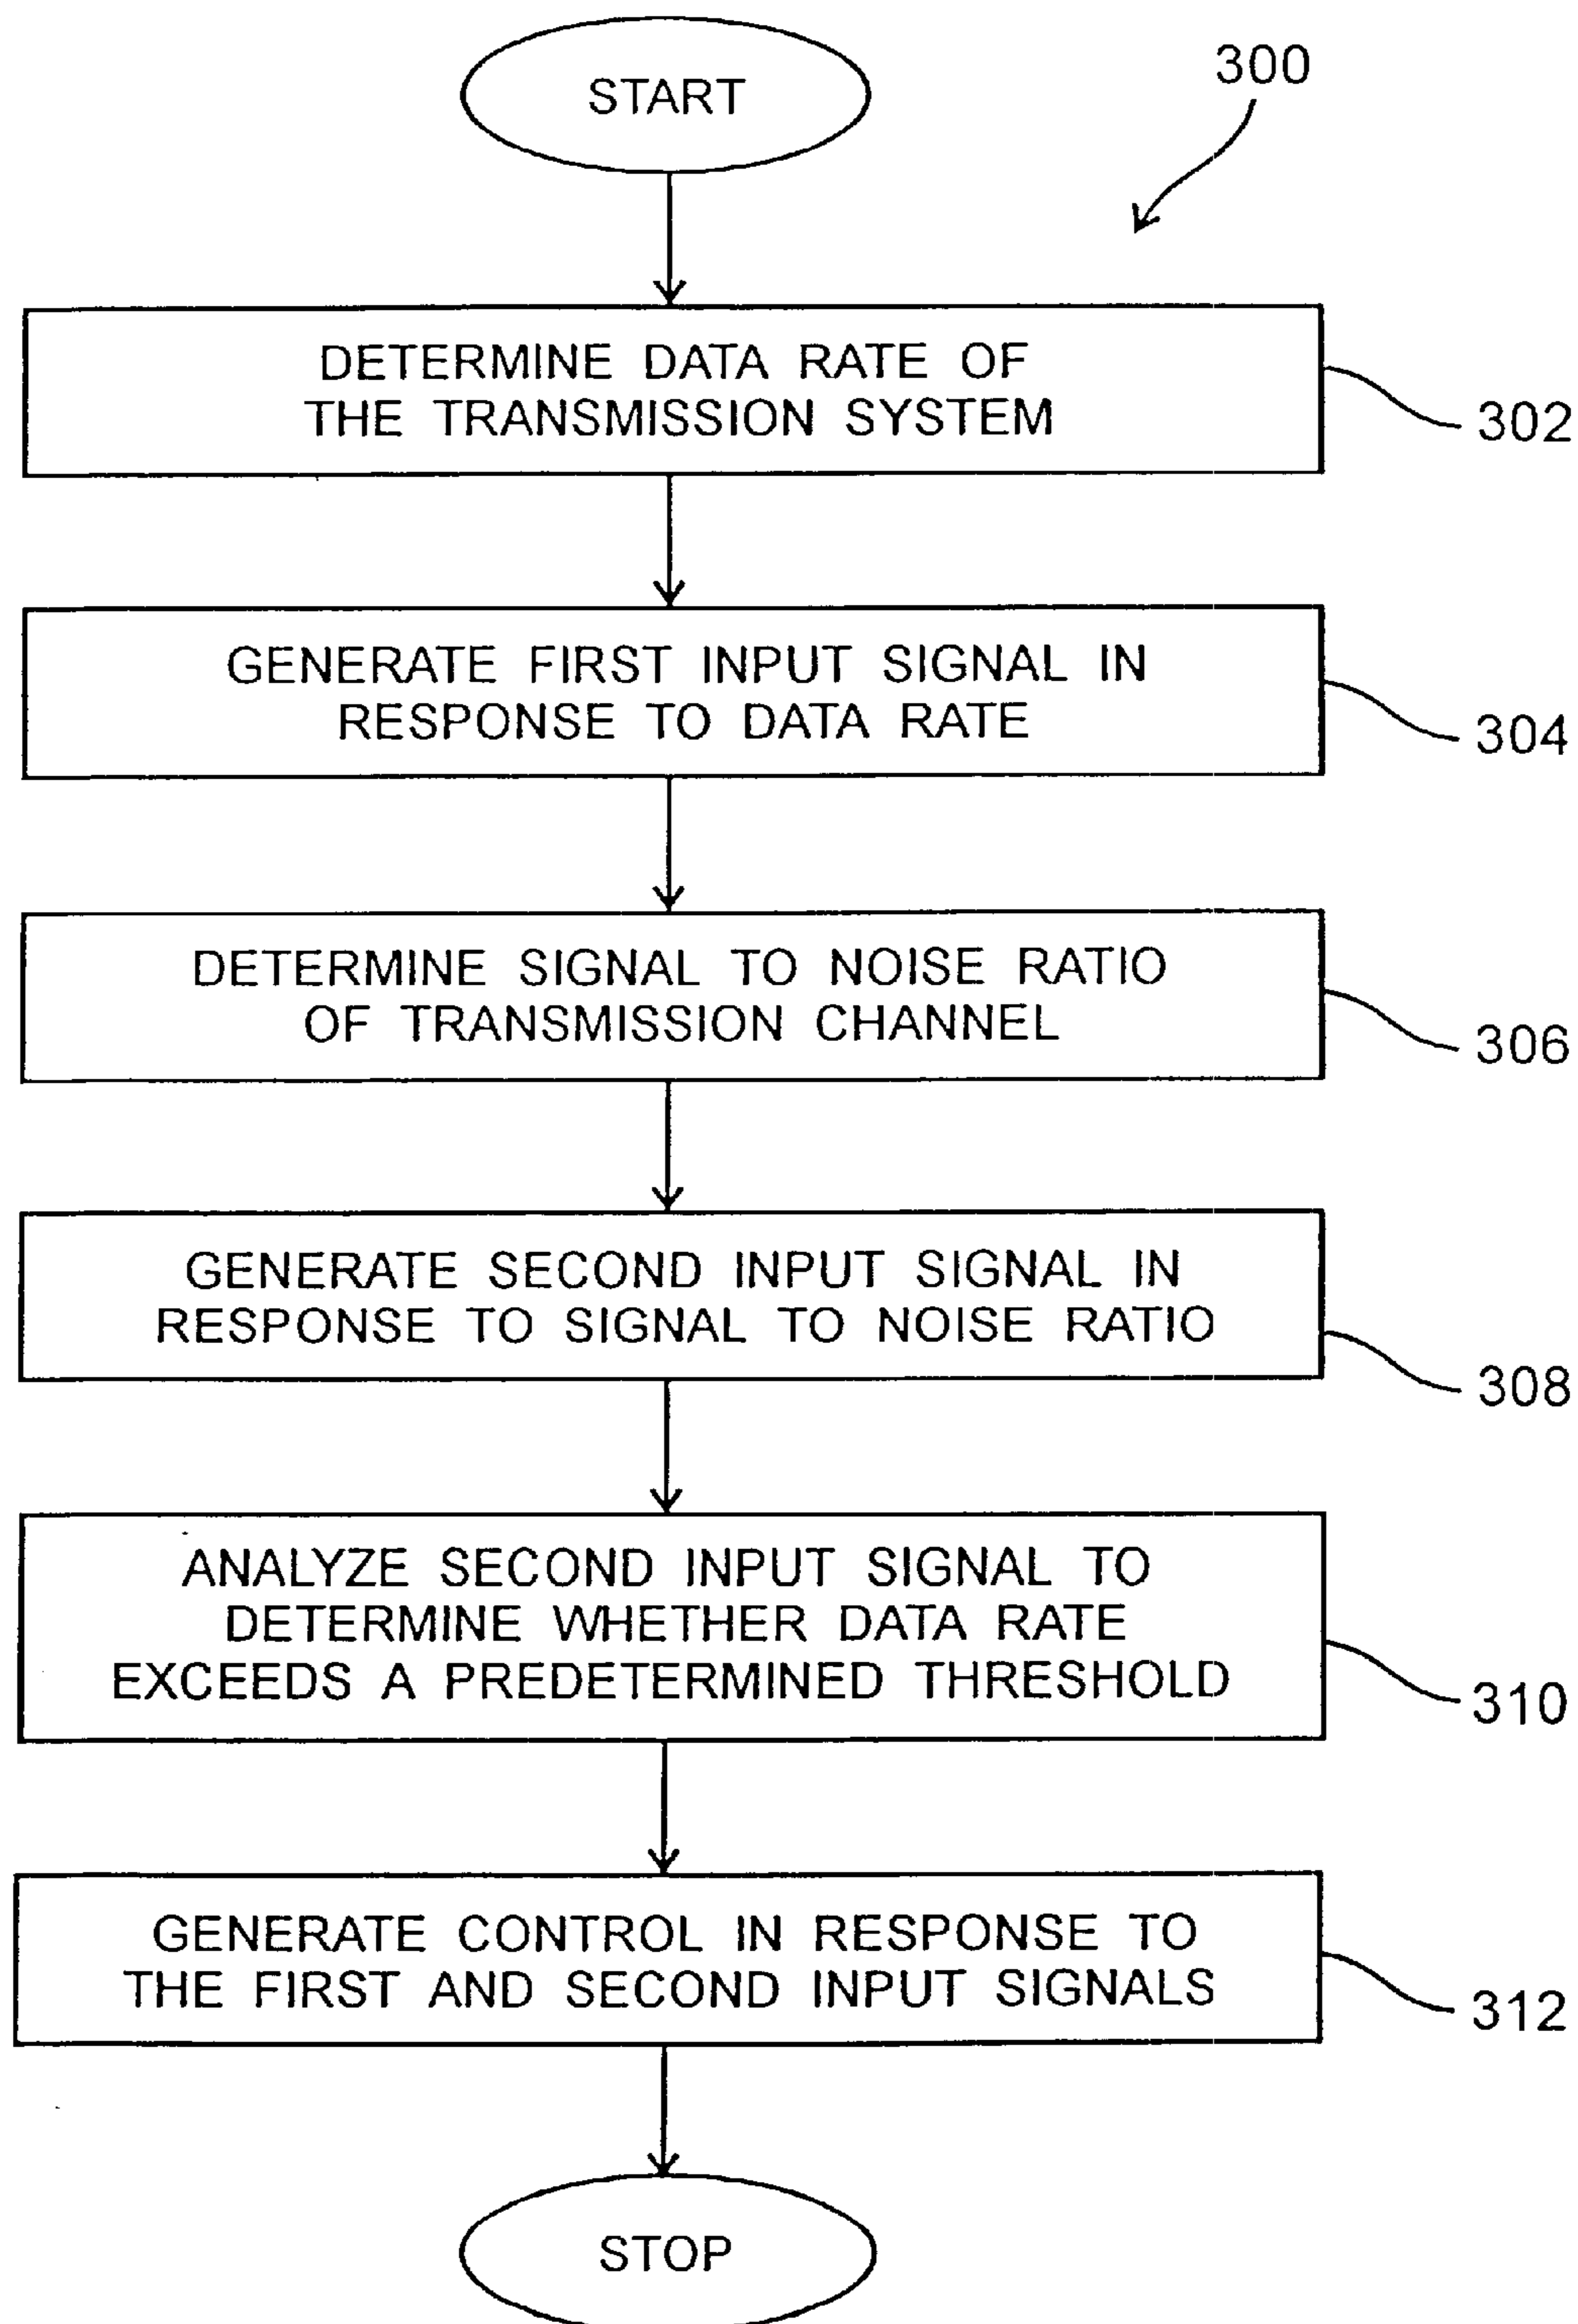 START
300
DETERMINE DATA RATE OF
THE TRANSMISSION SYSTEM
302
GENERATE FIRST INPUT SIGNAL IN
RESPONSE TO DATA RATE
304
DETERMINE SIGNAL TO NOISE RATIO
OF TRANSMISSION CHANNEL
306
GENERATE SECOND INPUT SIGNAL IN
RESPONSE TO SIGNAL TO NOISE RATIO
308
ANALYZE SECOND INPUT SIGNAL TO
DETERMINE WHETHER DATA RATE
EXCEEDS A PREDETERMINED THRESHOLD
310
GENERATE CONTROL IN RESPONSE TO
THE FIRST AND SECOND INPUT SIGNALS
312
STOP